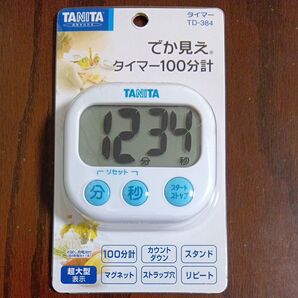 TANITA
タイマー
TD-384
でか見え®
タイマー100分計
TANITA
12 34
分 秒
リセット
分 秒 スタート
ストップ
超大型
表示
100分計 カウント
ダウン スタンド
マグネット ストラップ穴 リピート